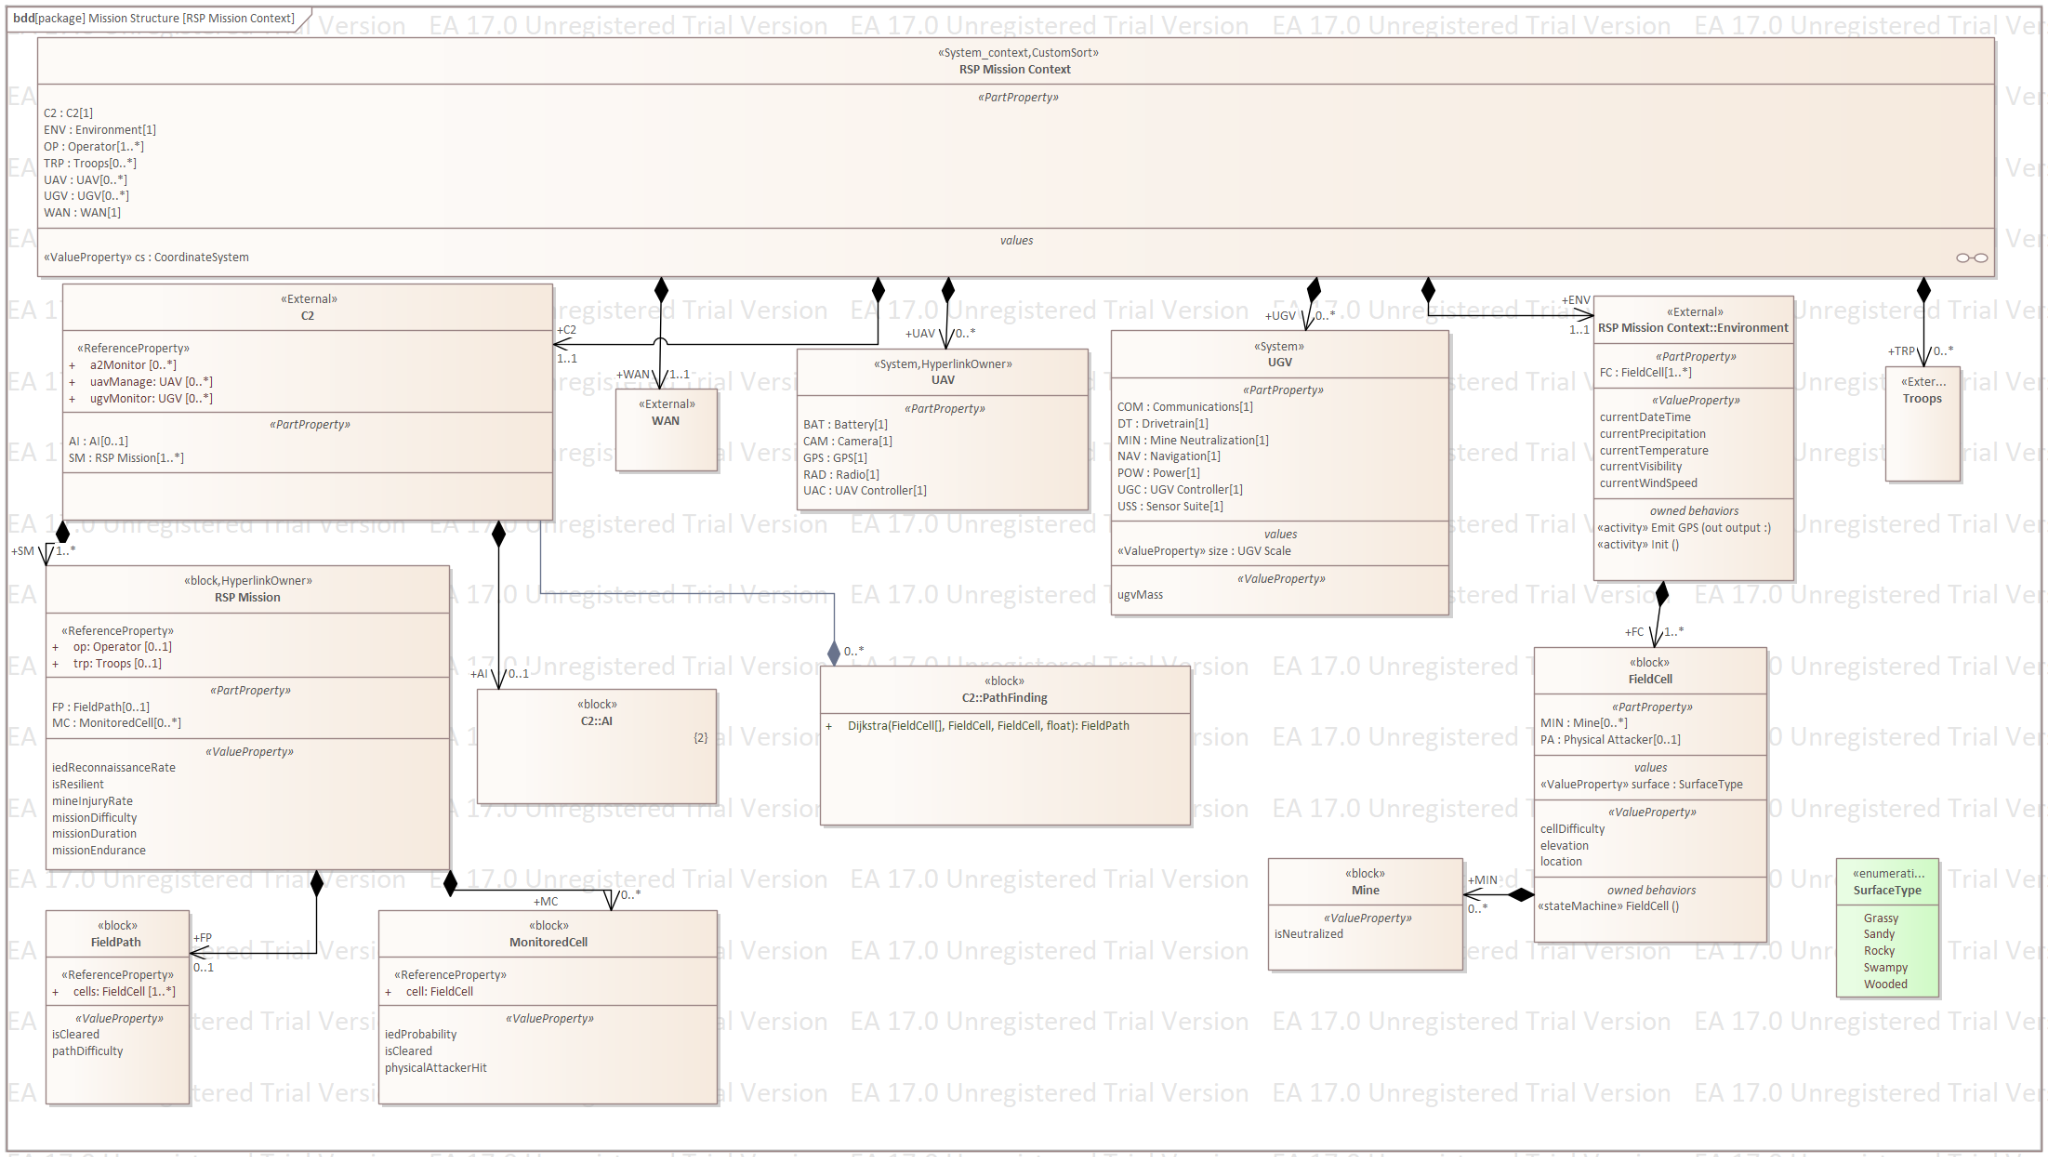 bdd[package] Mission Structure [RSP Mission Context]
«System_context,CustomSort»
RSP Mission Context
«PartProperty»
C2 : C2[1]
ENV : Environment[1]
OP : Operator[1..*]
TRP : Troops[0..*]
UAV : UAV[0..*]
UGV : UGV[0..*]
WAN : WAN[1]
values
«ValueProperty» cs : CoordinateSystem
«External»
C2
«ReferenceProperty»
+ a2Monitor [0..*]
+ uavManage: UAV [0..*]
+ ugvMonitor: UGV [0..*]
«PartProperty»
AI : AI[0..1]
SM : RSP Mission[1..*]
+C2
1..1
+WAN 1..1
«External»
WAN
+UAV 0..*
«System,HyperlinkOwner»
UAV
«PartProperty»
BAT : Battery[1]
CAM : Camera[1]
GPS : GPS[1]
RAD : Radio[1]
UAC : UAV Controller[1]
+UGV 0..*
«System»
UGV
«PartProperty»
COM : Communications[1]
DT : Drivetrain[1]
MIN : Mine Neutralization[1]
NAV : Navigation[1]
POW : Power[1]
UGC : UGV Controller[1]
USS : Sensor Suite[1]
values
«ValueProperty» size : UGV Scale
«ValueProperty»
ugvMass
+ENV
1..1
«External»
RSP Mission Context::Environment
«PartProperty»
FC : FieldCell[1..*]
«ValueProperty»
currentDateTime
currentPrecipitation
currentTemperature
currentVisibility
currentWindSpeed
owned behaviors
«activity» Emit GPS (out output :)
«activity» Init ()
+TRP 0..*
«Exter...
Troops
+SM 1..*
«block,HyperlinkOwner»
RSP Mission
«ReferenceProperty»
+ op: Operator [0..1]
+ trp: Troops [0..1]
«PartProperty»
FP : FieldPath[0..1]
MC : MonitoredCell[0..*]
«ValueProperty»
iedReconnaissanceRate
isResilient
mineInjuryRate
missionDifficulty
missionDuration
missionEndurance
+AI 0..1
«block»
C2::AI
{2}
0..*
«block»
C2::PathFinding
+ Dijkstra(FieldCell[], FieldCell, FieldCell, float): FieldPath
+FC 1..*
«block»
FieldCell
«PartProperty»
MIN : Mine[0..*]
PA : Physical Attacker[0..1]
values
«ValueProperty» surface : SurfaceType
«ValueProperty»
cellDifficulty
elevation
location
owned behaviors
«stateMachine» FieldCell ()
+MIN
0..*
«block»
Mine
«ValueProperty»
isNeutralized
«enumerati...
SurfaceType
Grassy
Sandy
Rocky
Swampy
Wooded
+FP
0..1
«block»
FieldPath
«ReferenceProperty»
+ cells: FieldCell [1..*]
«ValueProperty»
isCleared
pathDifficulty
+MC
0..*
«block»
MonitoredCell
«ReferenceProperty»
+ cell: FieldCell
«ValueProperty»
iedProbability
isCleared
physicalAttackerHit
EA 17.0 Unregistered Trial Version